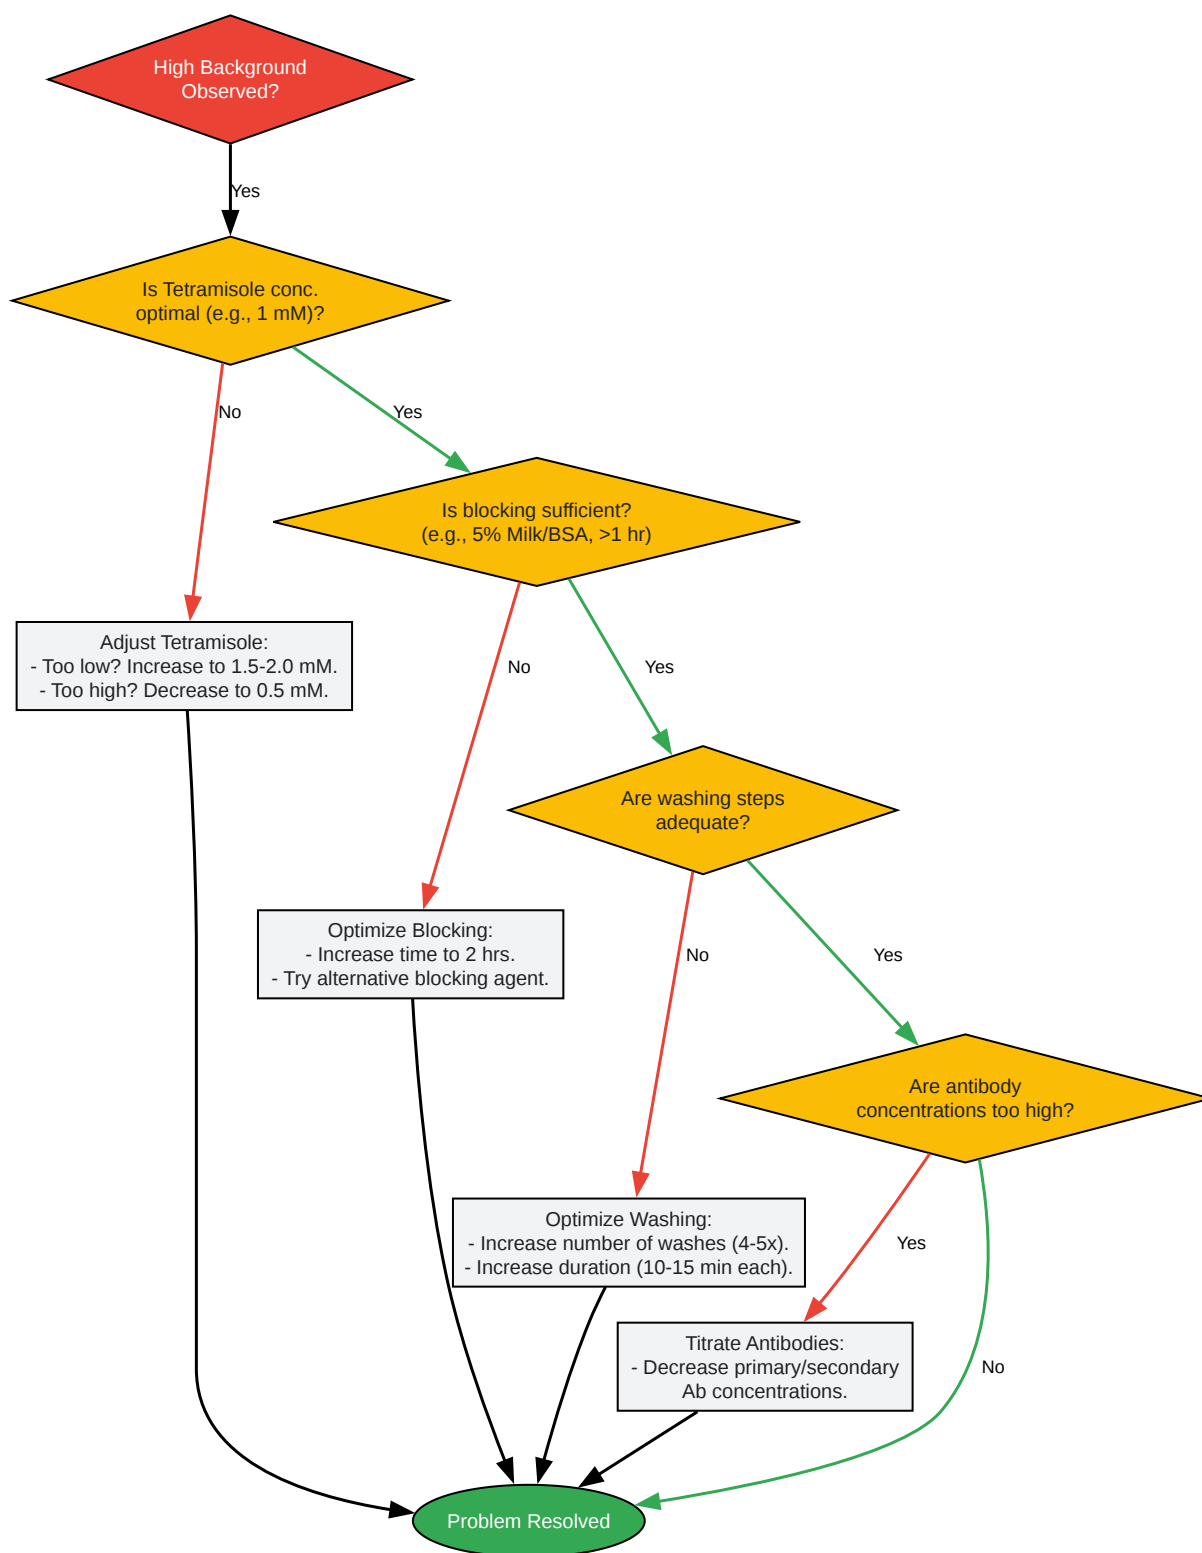 High Background
Observed?
Yes
Is Tetramisole conc.
optimal (e.g., 1 mM)?
No
Yes
Is blocking sufficient?
(e.g., 5% Milk/BSA, >1 hr)
Adjust Tetramisole:
- Too low? Increase to 1.5-2.0 mM.
- Too high? Decrease to 0.5 mM.
No
Yes
Are washing steps
adequate?
Optimize Blocking:
- Increase time to 2 hrs.
- Try alternative blocking agent.
No
Yes
Are antibody
concentrations too high?
Optimize Washing:
- Increase number of washes (4-5x).
- Increase duration (10-15 min each).
Yes
Titrate Antibodies:
- Decrease primary/secondary
Ab concentrations.
No
Problem Resolved